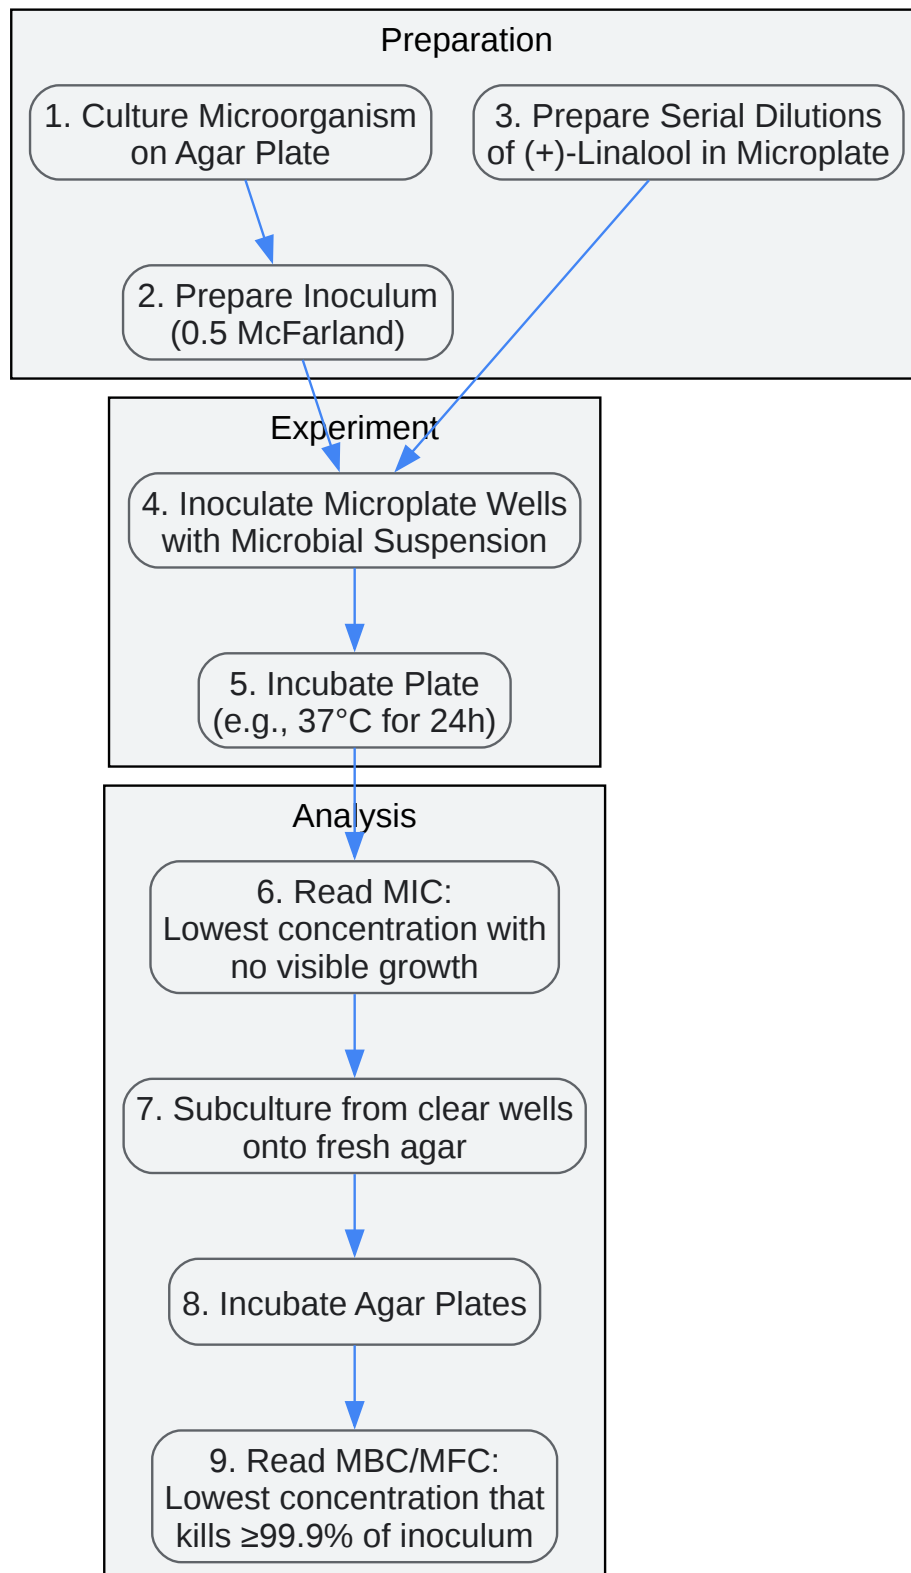 Preparation
1. Culture Microorganism
on Agar Plate
3. Prepare Serial Dilutions
of (+)-Linalool in Microplate
2. Prepare Inoculum
(0.5 McFarland)
Experiment
4. Inoculate Microplate Wells
with Microbial Suspension
5. Incubate Plate
(e.g., 37°C for 24h)
Analysis
6. Read MIC:
Lowest concentration with
no visible growth
7. Subculture from clear wells
onto fresh agar
8. Incubate Agar Plates
9. Read MBC/MFC:
Lowest concentration that
kills ≥99.9% of inoculum